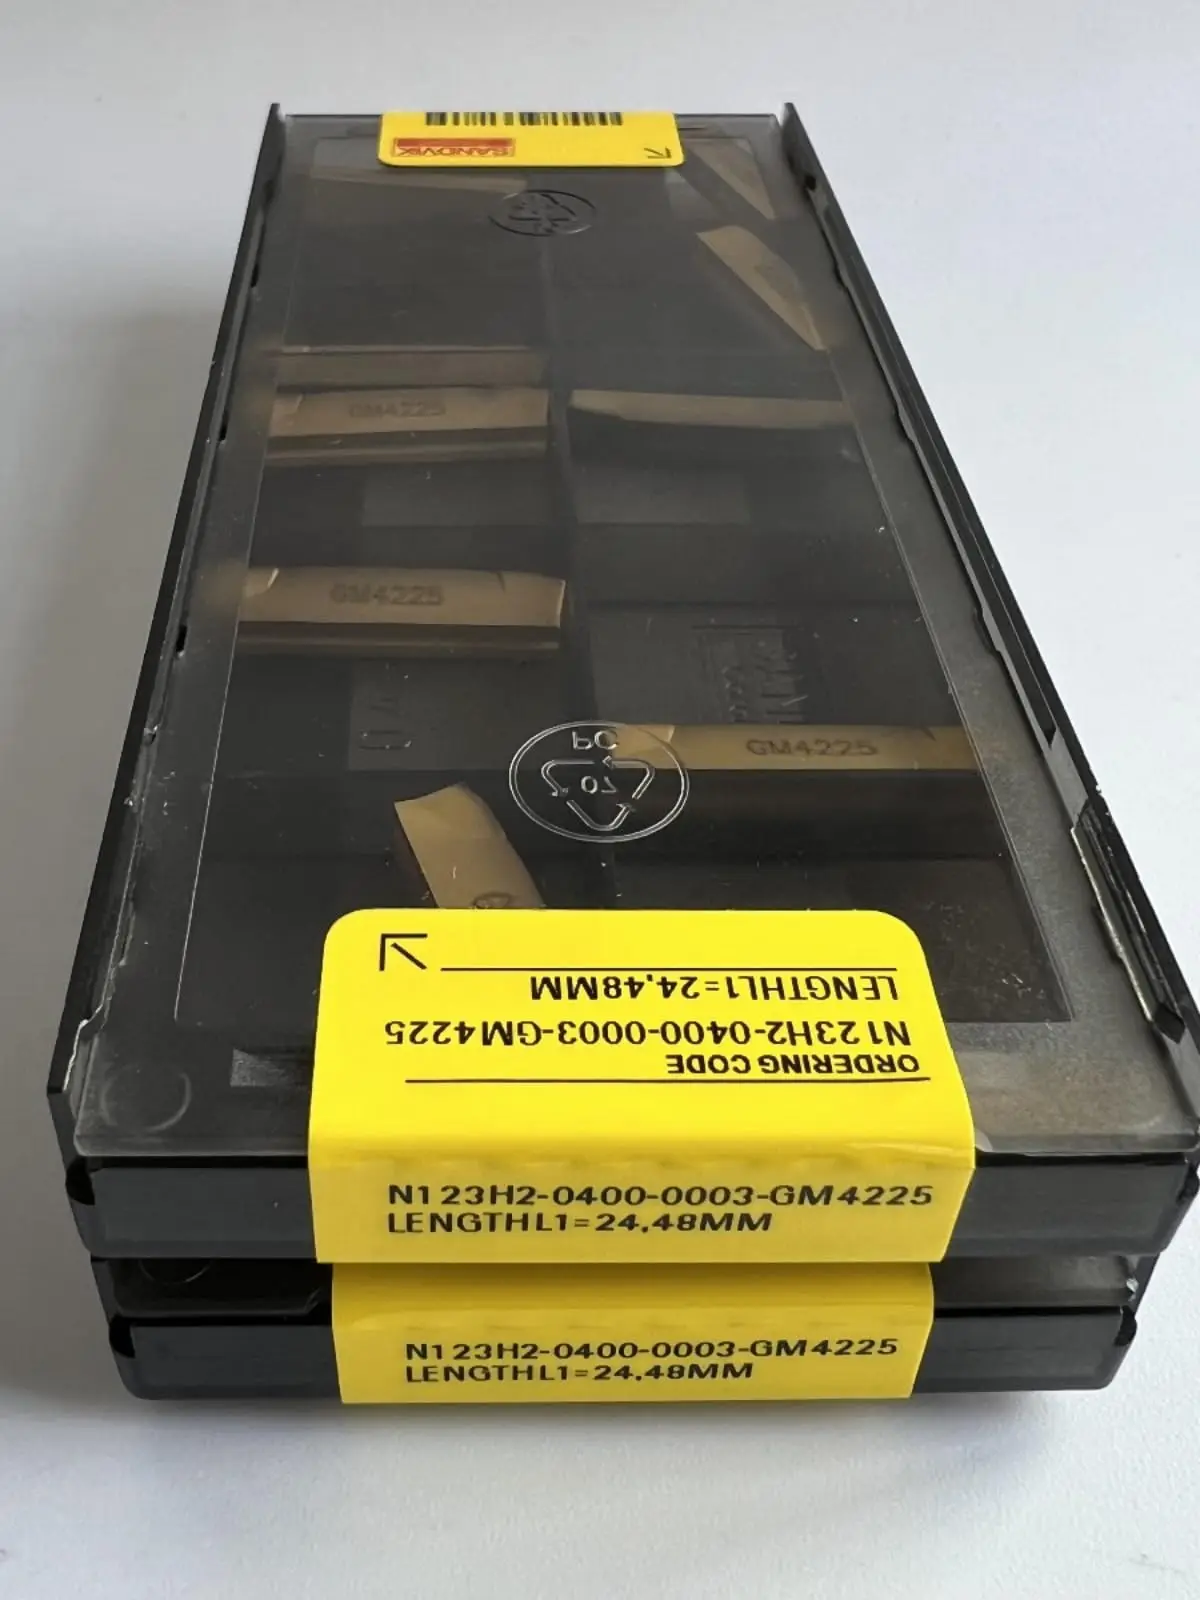 SANDVIK
GM4225
GM4225
GM4225
PC
07
LENGTHL1=24,48MM
N123H2-0400-0003-GM4225
ORDERING CODE
N123H2-0400-0003-GM4225
LENGTHL1=24,48MM
N123H2-0400-0003-GM4225
LENGTHL1=24,48MM